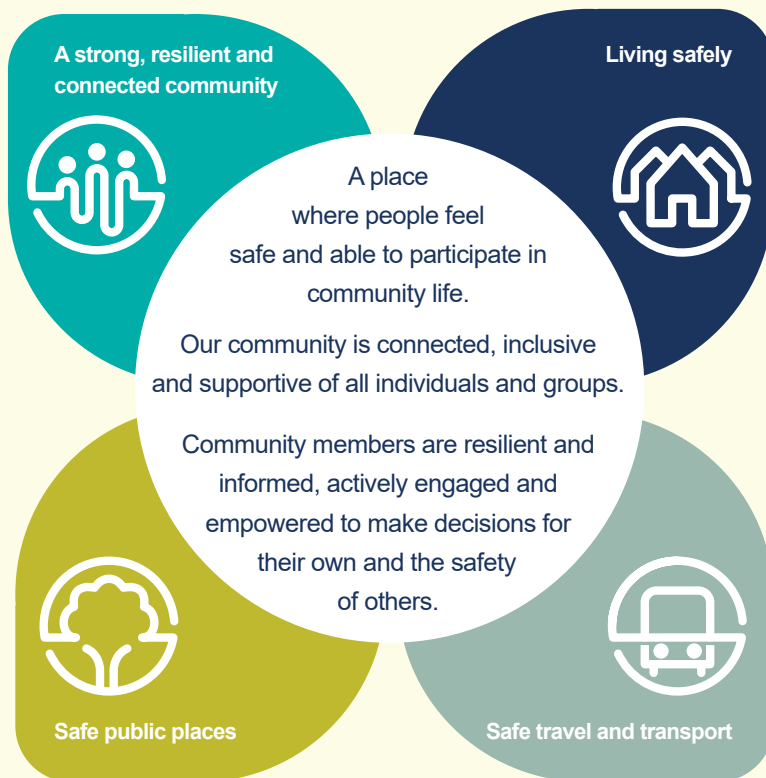 A strong, resilient and
connected community
Living safely
A place
where people feel
safe and able to participate in
community life.
Our community is connected, inclusive
and supportive of all individuals and groups.
Community members are resilient and
informed, actively engaged and
empowered to make decisions for
their own and the safety
of others.
Safe public places
Safe travel and transport